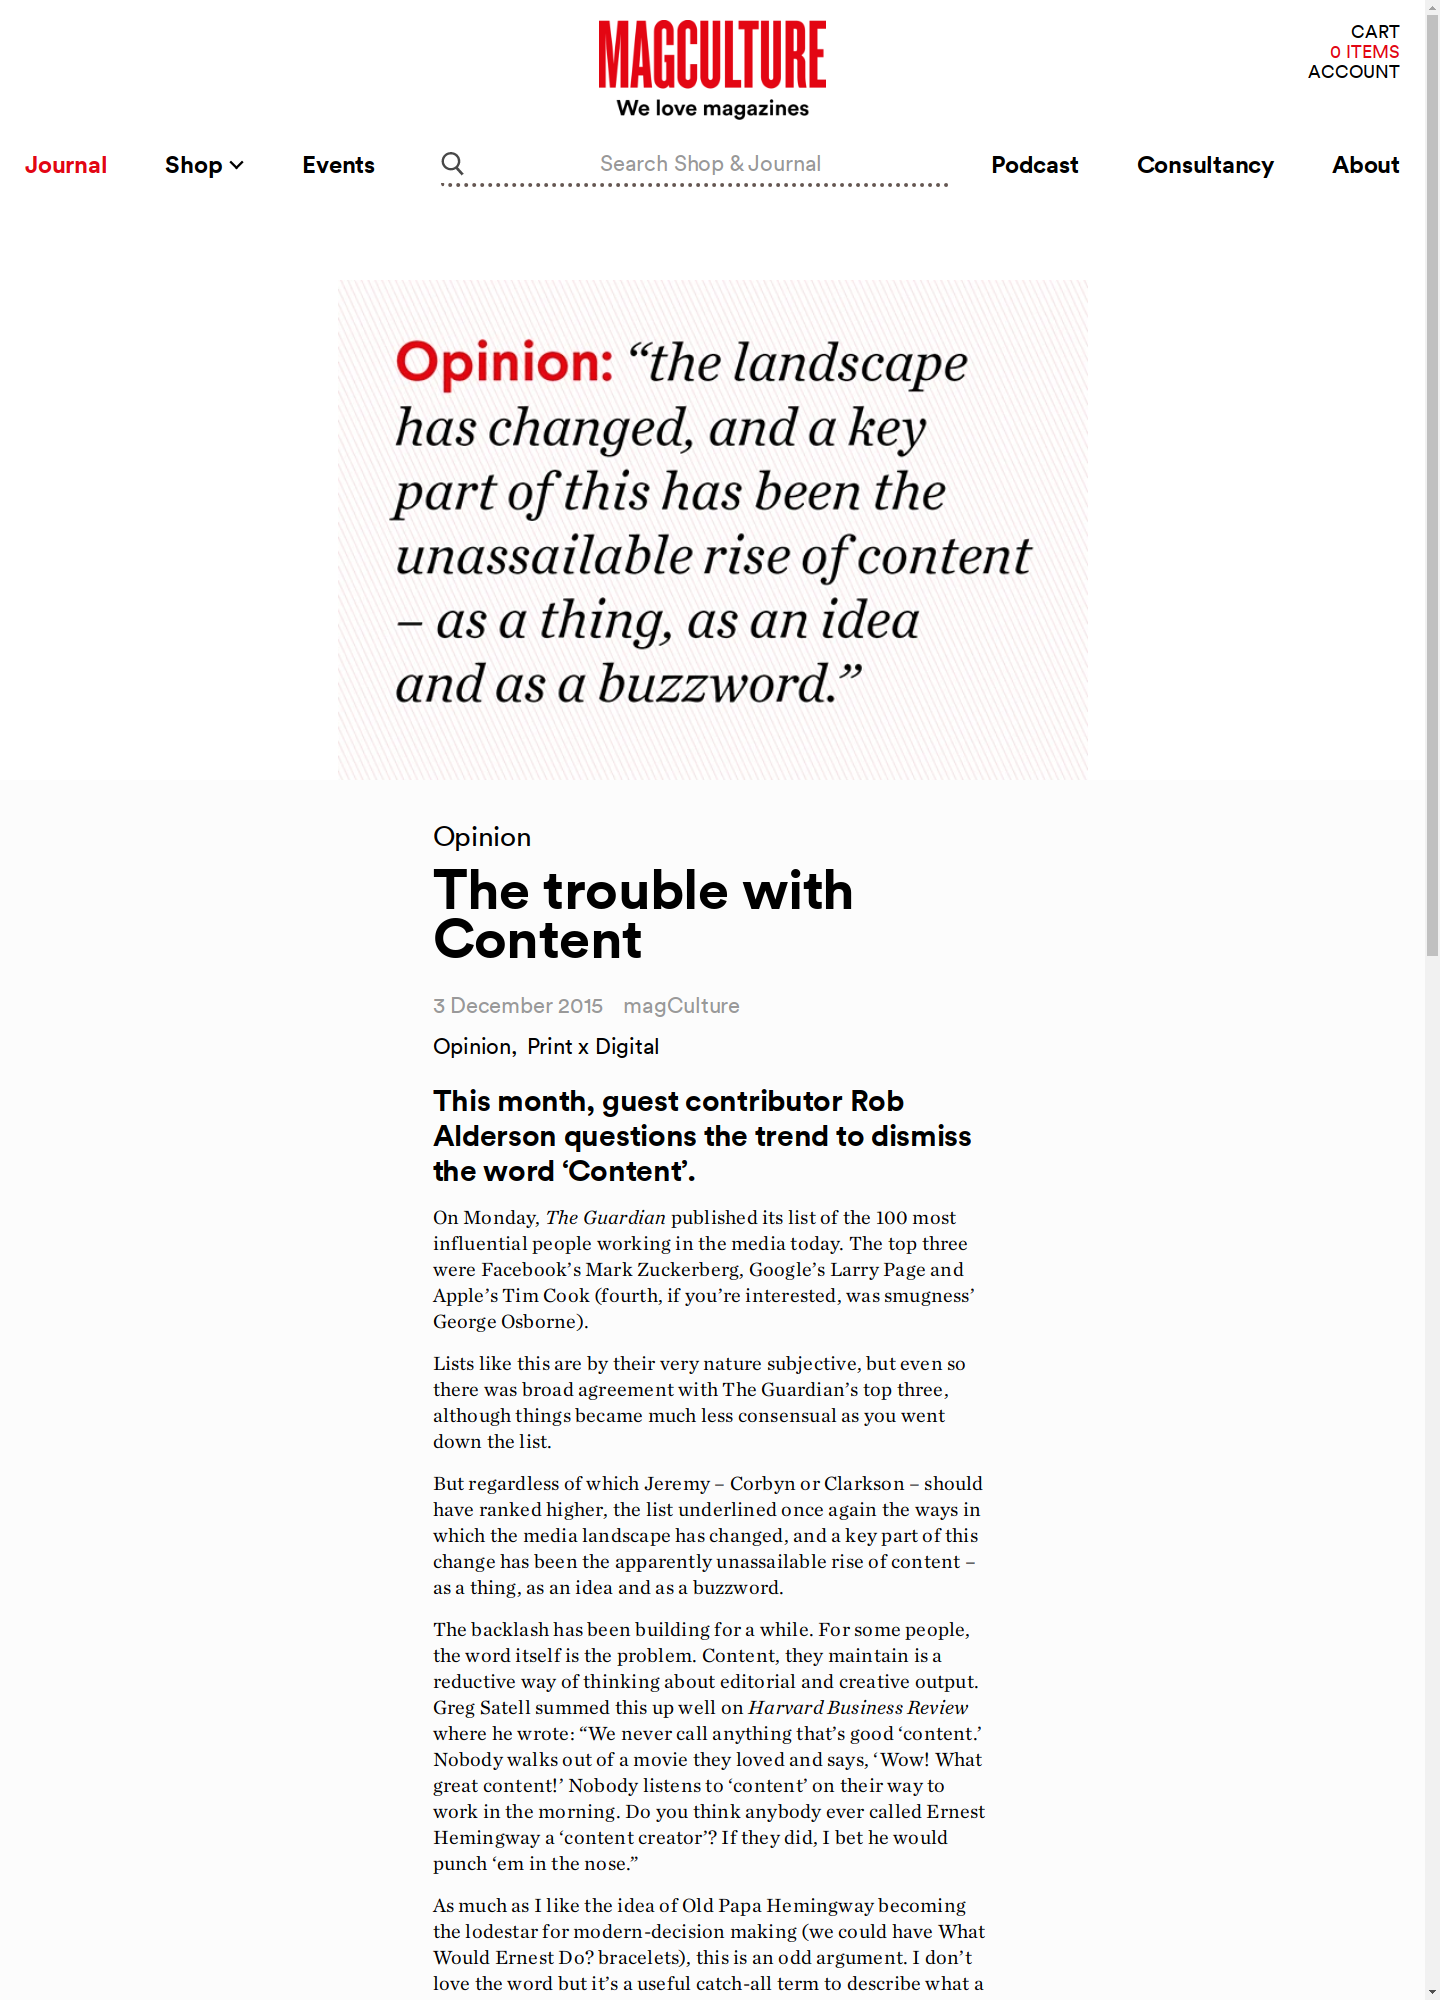 MAGCULTURE
We love magazines
CART
0 ITEMS
ACCOUNT
Journal
Shop
Events
Search Shop & Journal
Podcast
Consultancy
About
Opinion: “the landscape
has changed, and a key
part of this has been the
unassailable rise of content
– as a thing, as an idea
and as a buzzword.”
Opinion
The trouble with
Content
3 December 2015 magCulture
Opinion, Print x Digital
This month, guest contributor Rob
Alderson questions the trend to dismiss
the word ‘Content’.
On Monday, The Guardian published its list of the 100 most
influential people working in the media today. The top three
were Facebook’s Mark Zuckerberg, Google’s Larry Page and
Apple’s Tim Cook (fourth, if you’re interested, was smugness’
George Osborne).
Lists like this are by their very nature subjective, but even so
there was broad agreement with The Guardian’s top three,
although things became much less consensual as you went
down the list.
But regardless of which Jeremy – Corbyn or Clarkson – should
have ranked higher, the list underlined once again the ways in
which the media landscape has changed, and a key part of this
change has been the apparently unassailable rise of content –
as a thing, as an idea and as a buzzword.
The backlash has been building for a while. For some people,
the word itself is the problem. Content, they maintain is a
reductive way of thinking about editorial and creative output.
Greg Satell summed this up well on Harvard Business Review
where he wrote: “We never call anything that’s good ‘content.’
Nobody walks out of a movie they loved and says, ‘Wow! What
great content!’ Nobody listens to ‘content’ on their way to
work in the morning. Do you think anybody ever called Ernest
Hemingway a ‘content creator’? If they did, I bet he would
punch ‘em in the nose.”
As much as I like the idea of Old Papa Hemingway becoming
the lodestar for modern-decision making (we could have What
Would Ernest Do? bracelets), this is an odd argument. I don’t
love the word but it’s a useful catch-all term to describe what a